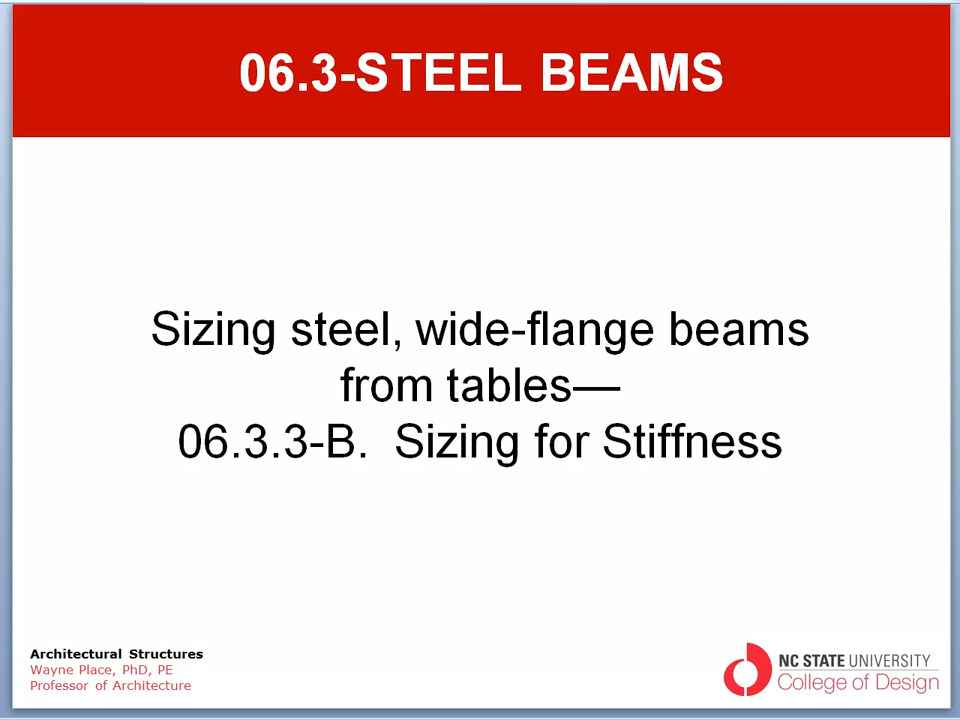 06.3-STEEL BEAMS
Sizing steel, wide-flange beams
from tables—
06.3.3-B. Sizing for Stiffness
Architectural Structures
Wayne Place, PhD, PE
Professor of Architecture
NC STATE UNIVERSITY
College of Design